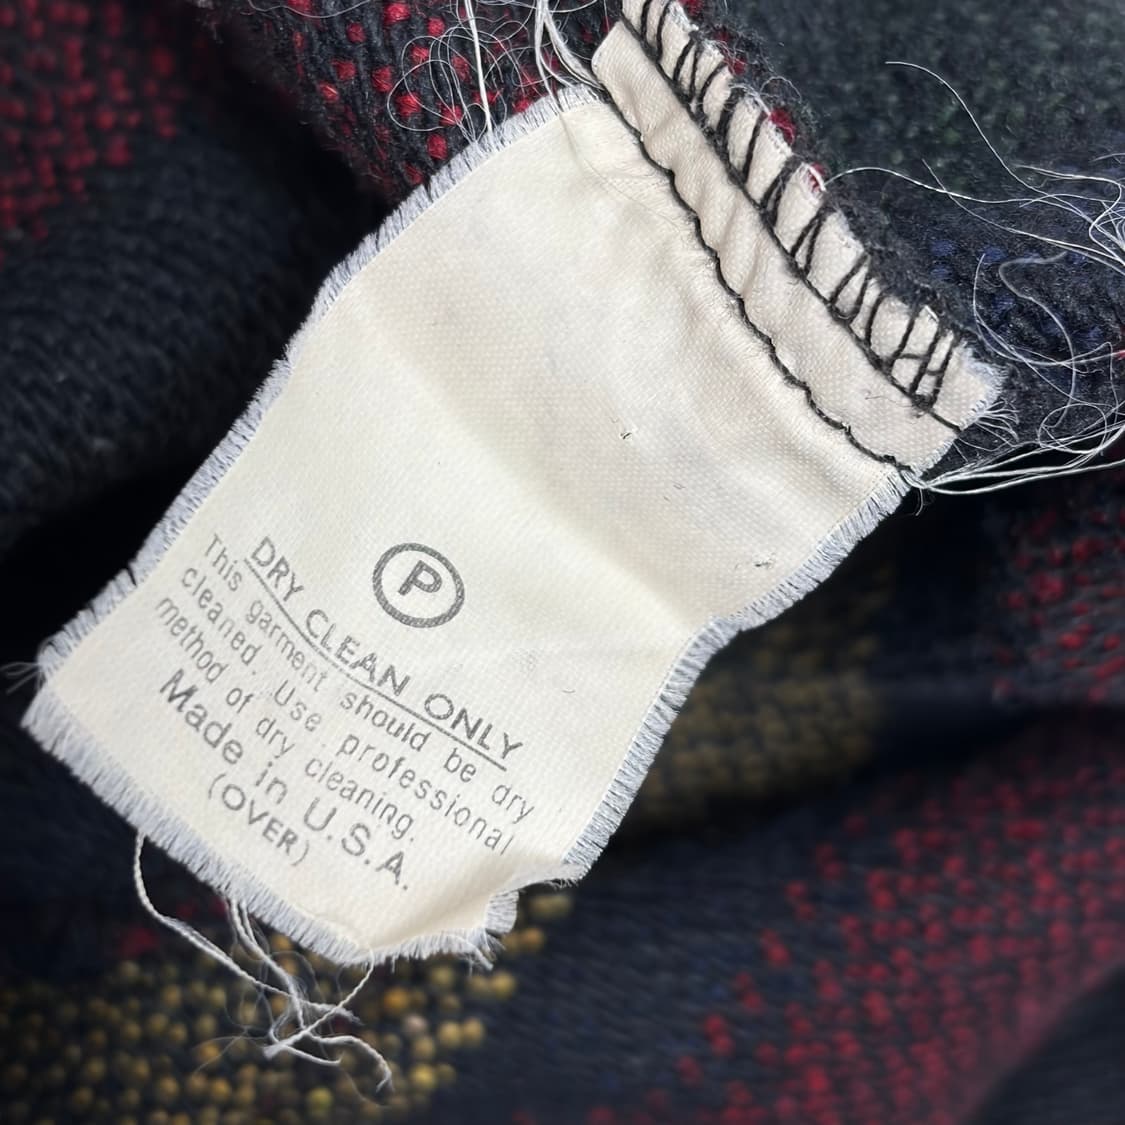 P
DRY CLEAN ONLY
This garment should be dry
cleaned. Use professional
method of dry cleaning.
Made in U.S.A.
(OVER)